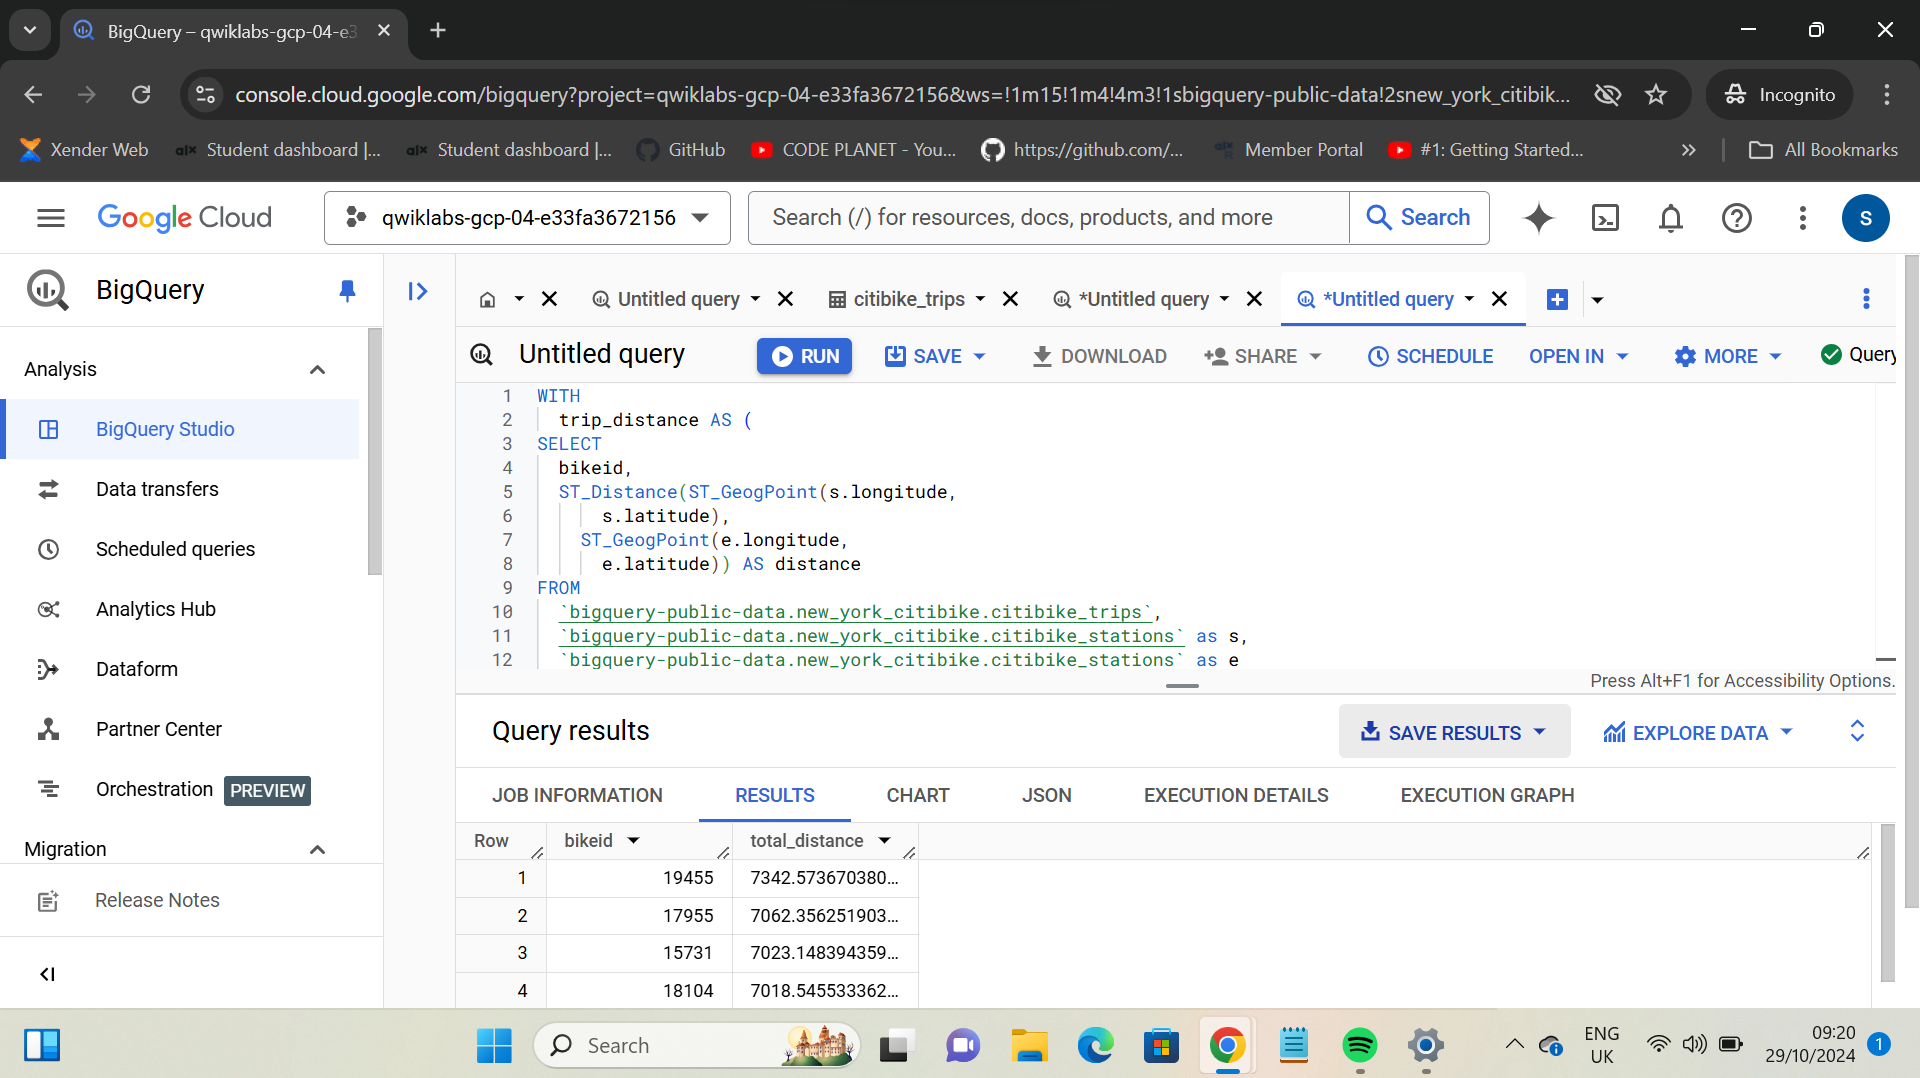 BigQuery – qwiklabs-gcp-04-e3
console.cloud.google.com/bigquery?project=qwiklabs-gcp-04-e33fa3672156&ws=!1m15!1m4!4m3!1sbigquery-public-data!2snew_york_citibik...
Incognito
Xender Web
Student dashboard |...
Student dashboard |...
GitHub
CODE PLANET - You...
https://github.com/...
Member Portal
#1: Getting Started...
All Bookmarks
Google Cloud
qwiklabs-gcp-04-e33fa3672156
Search (/) for resources, docs, products, and more
Search
S
BigQuery
Untitled query
citibike_trips
*Untitled query
*Untitled query
Untitled query
RUN
SAVE
DOWNLOAD
SHARE
SCHEDULE
OPEN IN
MORE
Query
Analysis
BigQuery Studio
Data transfers
Scheduled queries
Analytics Hub
Dataform
Partner Center
Orchestration PREVIEW
Migration
Release Notes
1 WITH
2 trip_distance AS (
3 SELECT
4 bikeid,
5 ST_Distance(ST_GeogPoint(s.longitude,
6 s.latitude),
7 ST_GeogPoint(e.longitude,
8 e.latitude)) AS distance
9 FROM
10 `bigquery-public-data.new_york_citibike.citibike_trips`,
11 `bigquery-public-data.new_york_citibike.citibike_stations` as s,
12 `bigquery-public-data.new_york_citibike.citibike_stations` as e
Press Alt+F1 for Accessibility Options.
Query results
SAVE RESULTS
EXPLORE DATA
JOB INFORMATION
RESULTS
CHART
JSON
EXECUTION DETAILS
EXECUTION GRAPH
Row bikeid total_distance
1 19455 7342.573670380...
2 17955 7062.356251903...
3 15731 7023.148394359...
4 18104 7018.545533362...
Search
ENG
UK
09:20
29/10/2024
1